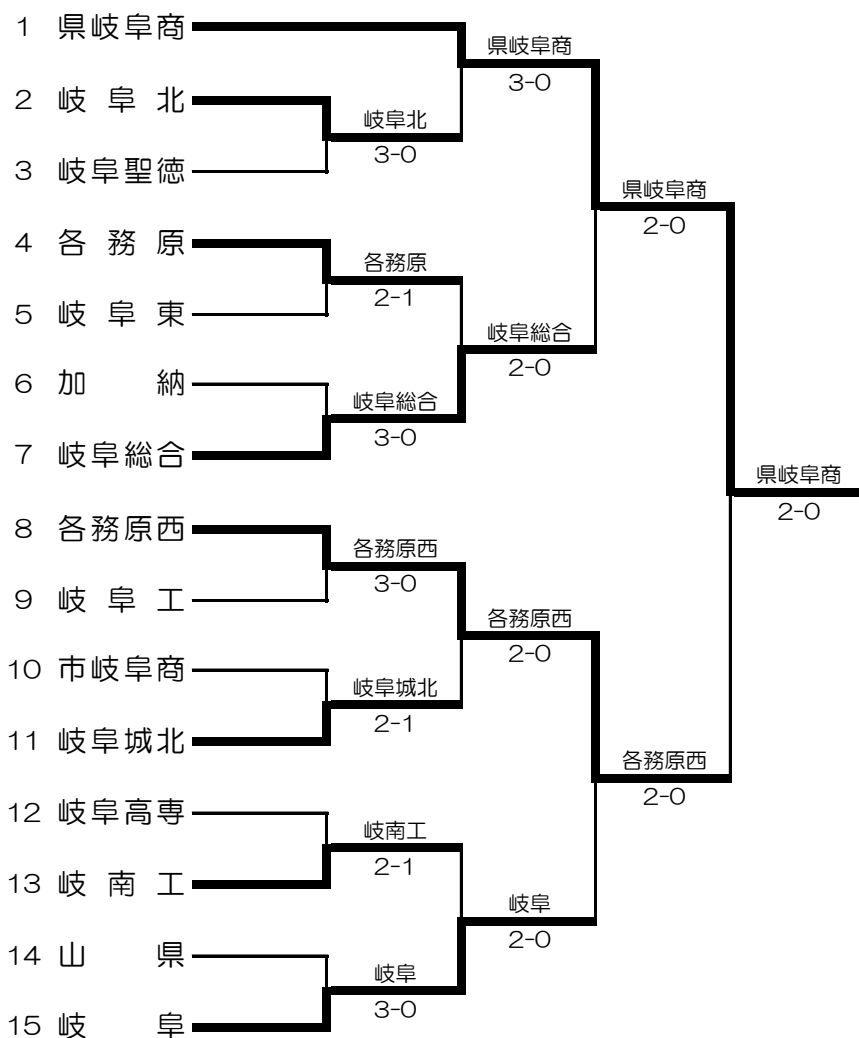 1 県岐阜商
2 岐阜北
3 岐阜聖徳
4 各務原
5 岐阜東
6 加納
7 岐阜総合
8 各務原西
9 岐阜工
10 市岐阜商
11 岐阜城北
12 岐阜高専
13 岐南工
14 山県
15 岐阜
岐阜北
3-0
各務原
2-1
岐阜総合
3-0
各務原西
3-0
岐阜城北
2-1
岐南工
2-1
岐阜
3-0
県岐阜商
3-0
岐阜総合
2-0
各務原西
2-0
岐阜
2-0
県岐阜商
2-0
各務原西
2-0
県岐阜商
2-0